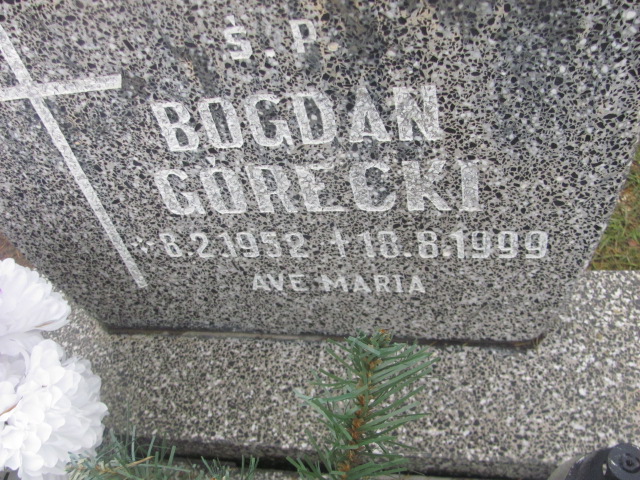 Ś. P.
BOGDAN
GÓRECKI
* 8.2.1952 † 18.8.1999
AVE MARIA